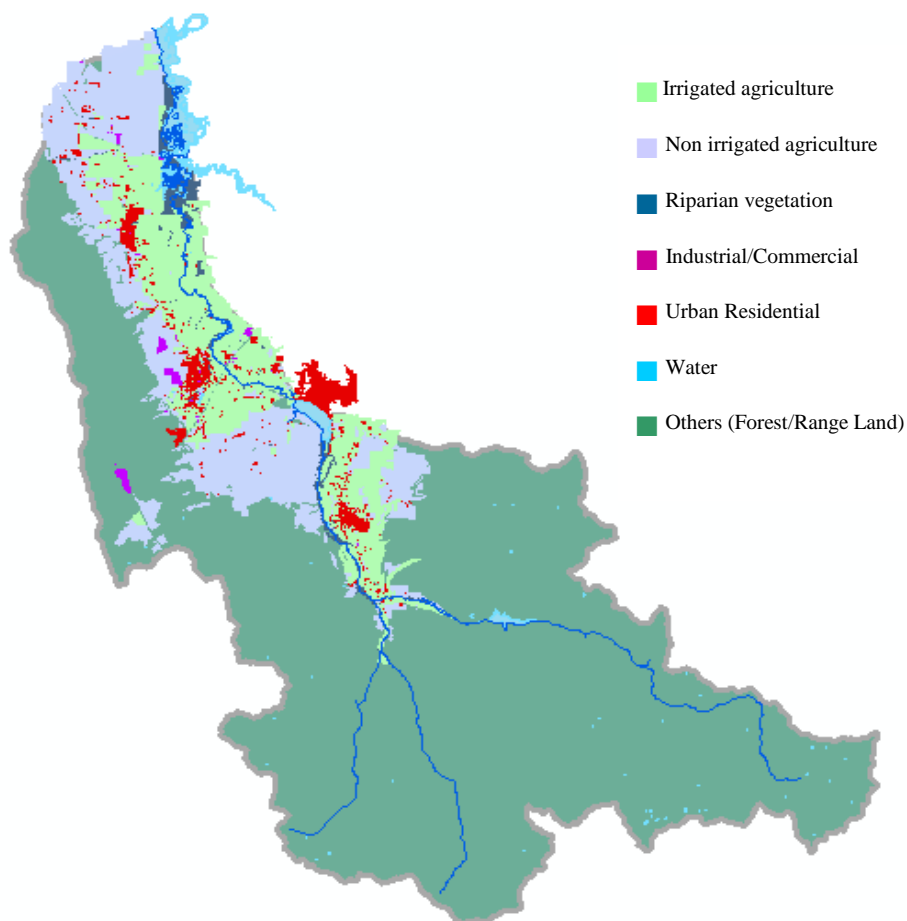 Irrigated agriculture
Non irrigated agriculture
Riparian vegetation
Industrial/Commercial
Urban Residential
Water
Others (Forest/Range Land)